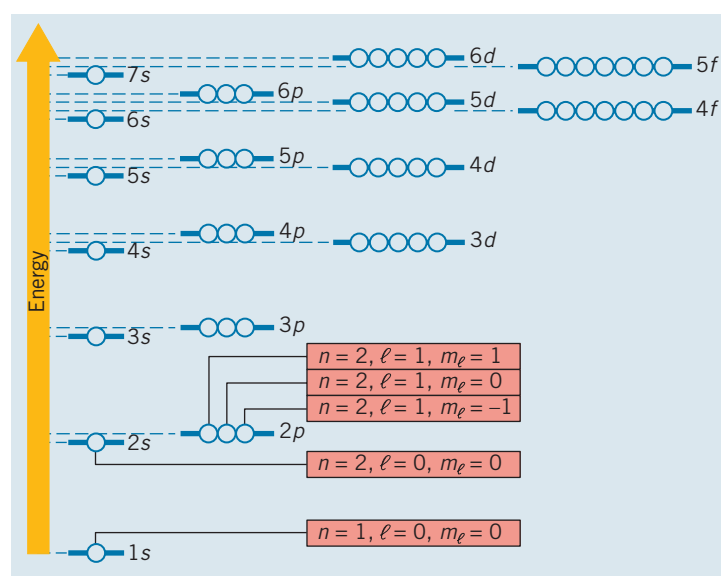 6d
5f
7s
6p
5d
4f
6s
5p
4d
5s
4p
3d
4s
Energy
3p
3s
n = 2, ℓ = 1, mℓ = 1
n = 2, ℓ = 1, mℓ = 0
n = 2, ℓ = 1, mℓ = –1
2p
2s
n = 2, ℓ = 0, mℓ = 0
n = 1, ℓ = 0, mℓ = 0
1s